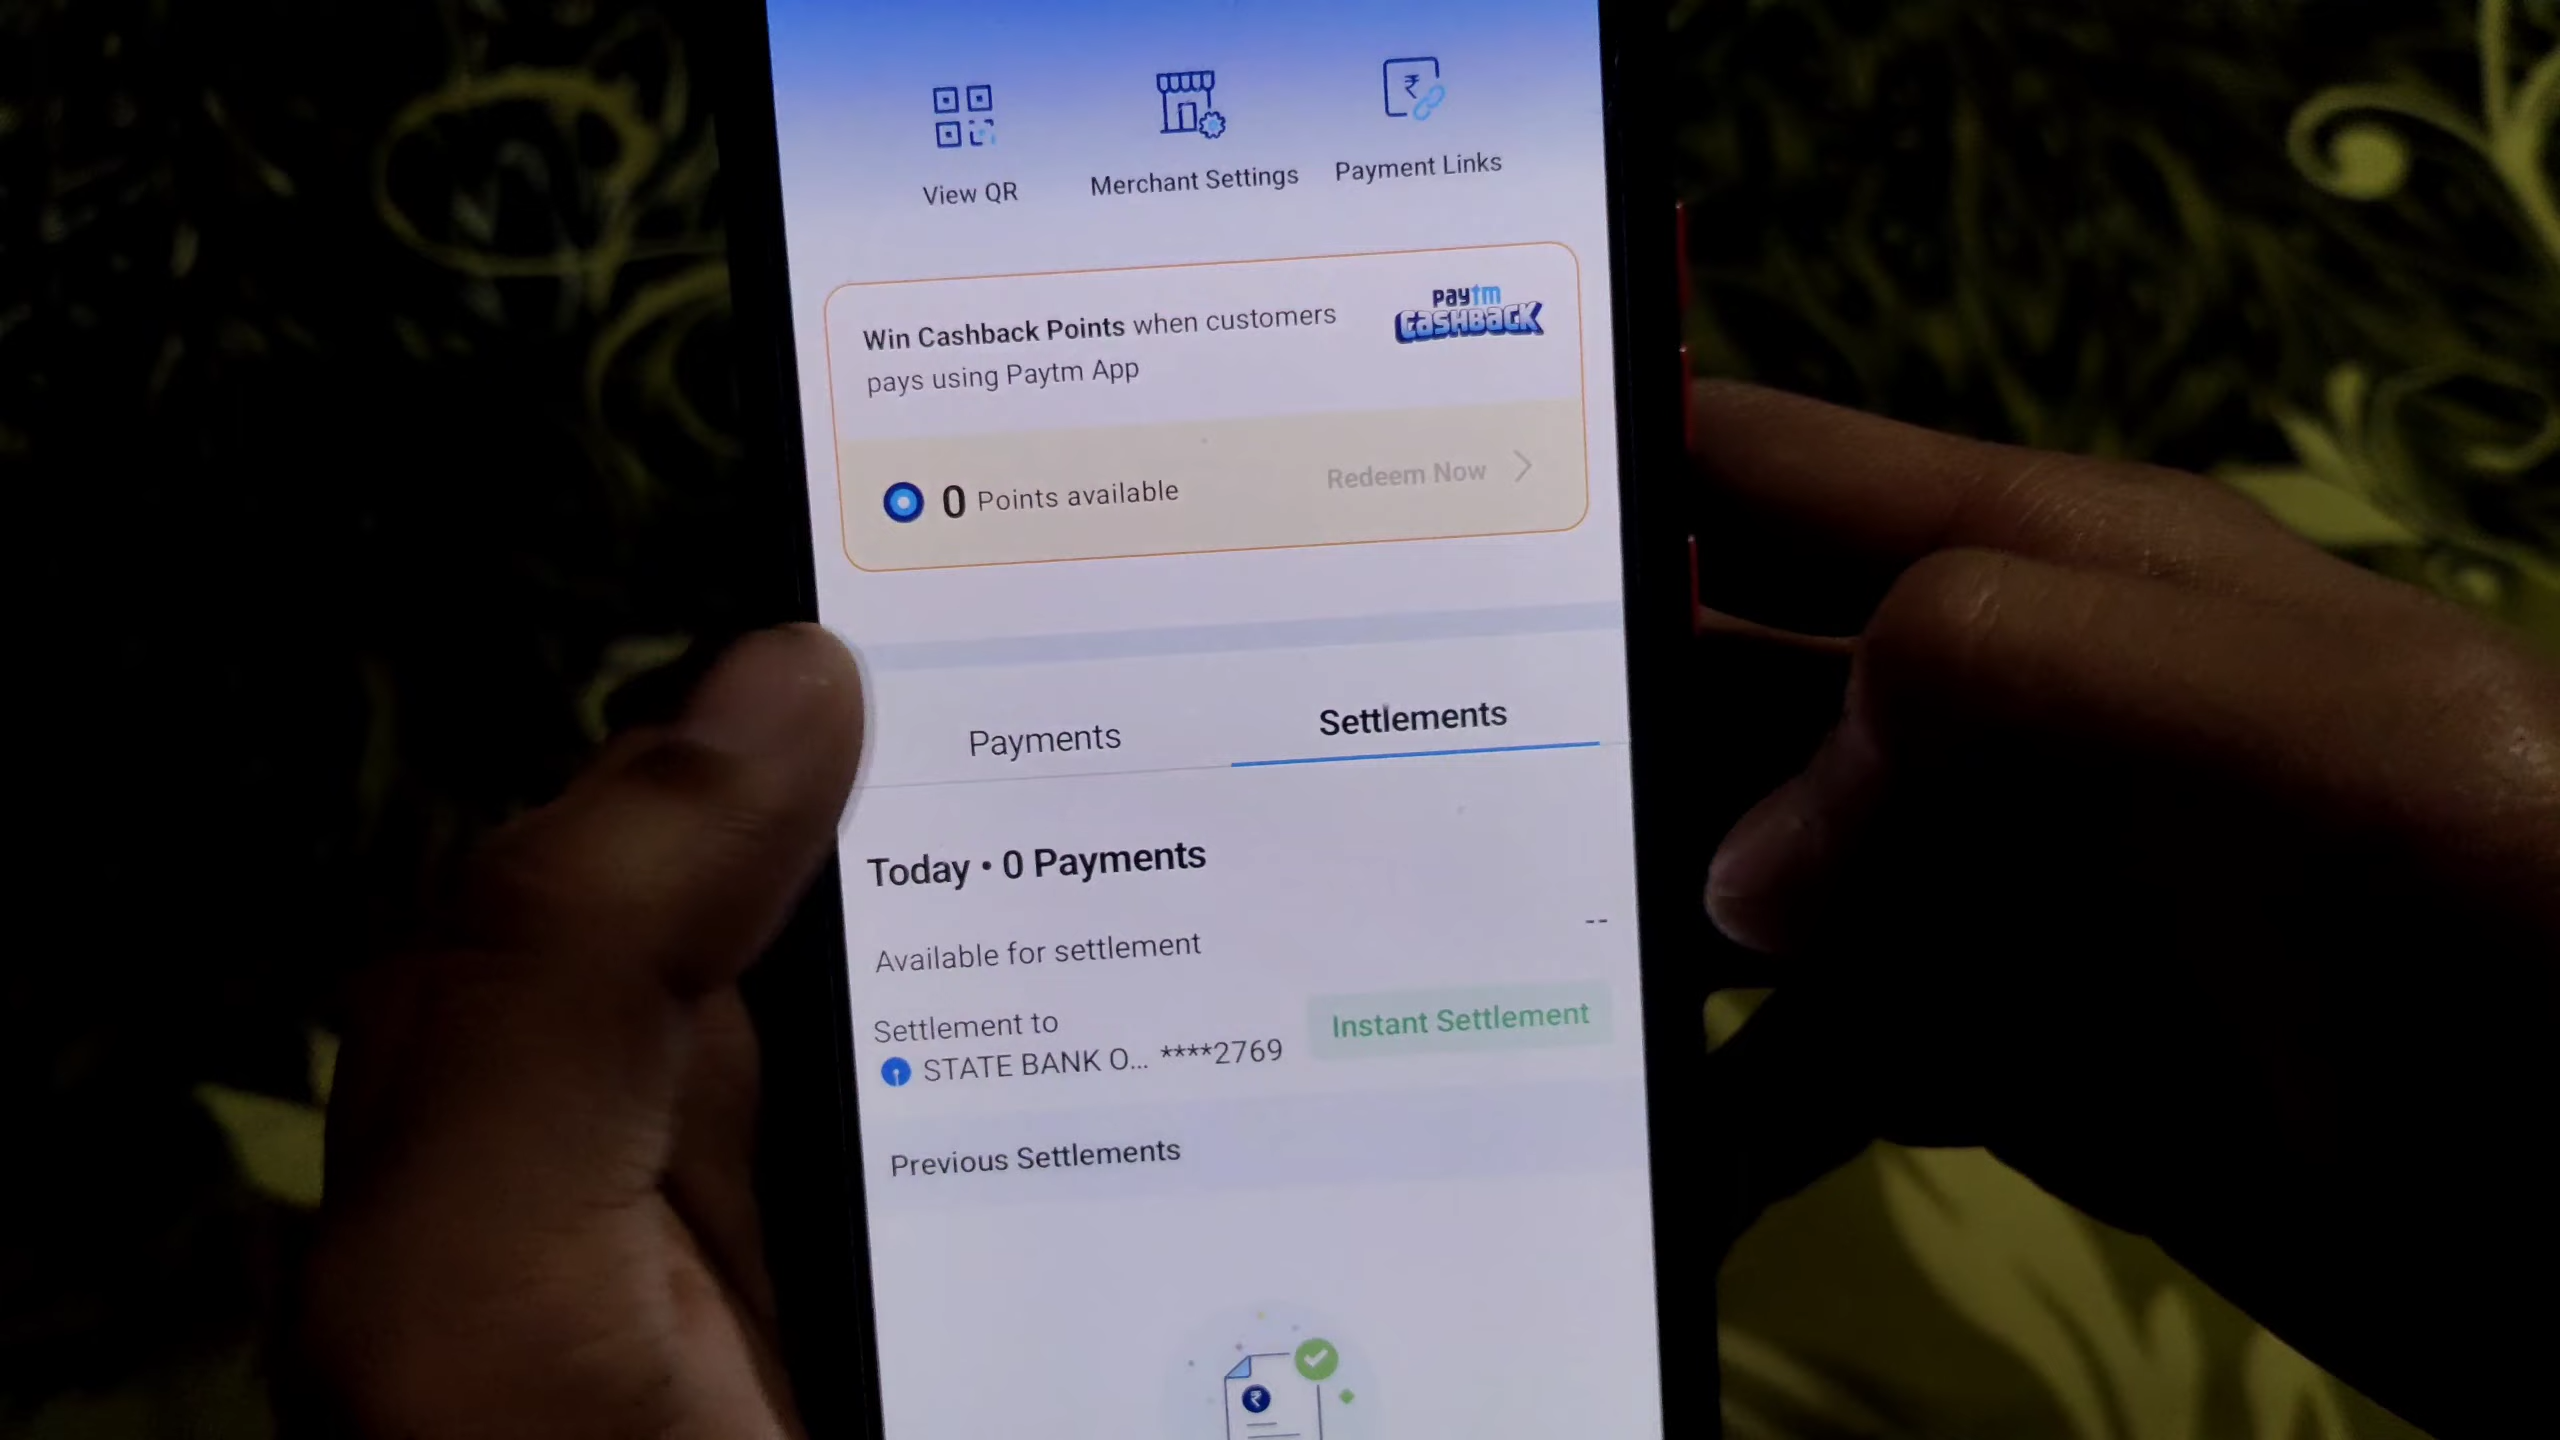 View QR
Merchant Settings
Payment Links
Win Cashback Points when customers
pays using Paytm App
paytm
CASHBACK
0 Points available
Redeem Now
Payments
Settlements
Today • 0 Payments
Available for settlement
--
Settlement to
STATE BANK O... ****2769
Instant Settlement
Previous Settlements
₹